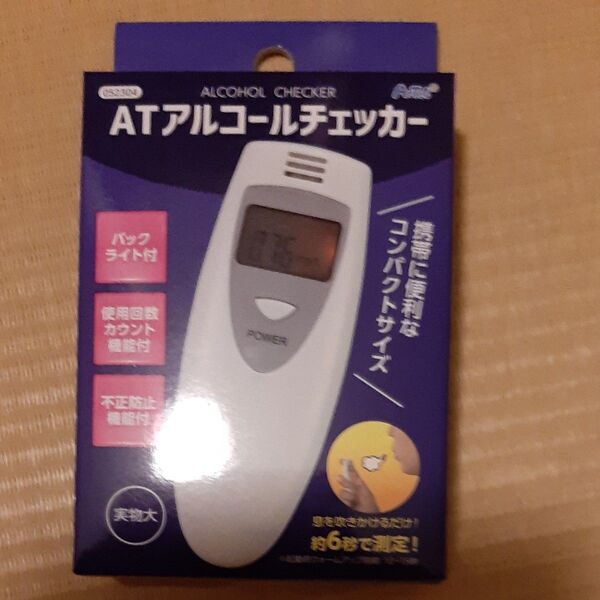 052304
ALCOHOL CHECKER
Artec
ATアルコールチェッカー
バック
ライト付
使用回数
カウント
機能付
不正防止
機能付
実物大
POWER
携帯に便利な
コンパクトサイズ
息を吹きかけるだけ!
約6秒で測定!